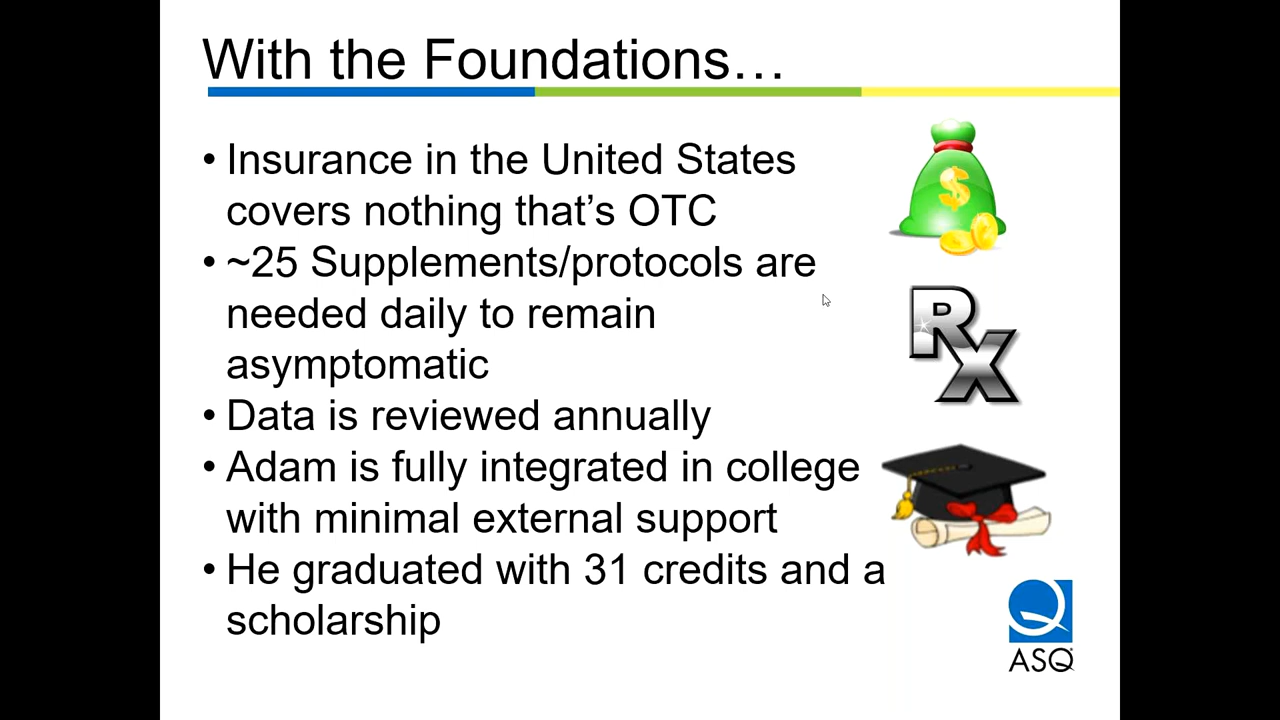 With the Foundations…
• Insurance in the United States
covers nothing that’s OTC
• ~25 Supplements/protocols are
needed daily to remain
asymptomatic
• Data is reviewed annually
• Adam is fully integrated in college
with minimal external support
• He graduated with 31 credits and a
scholarship
$
RX
ASQ